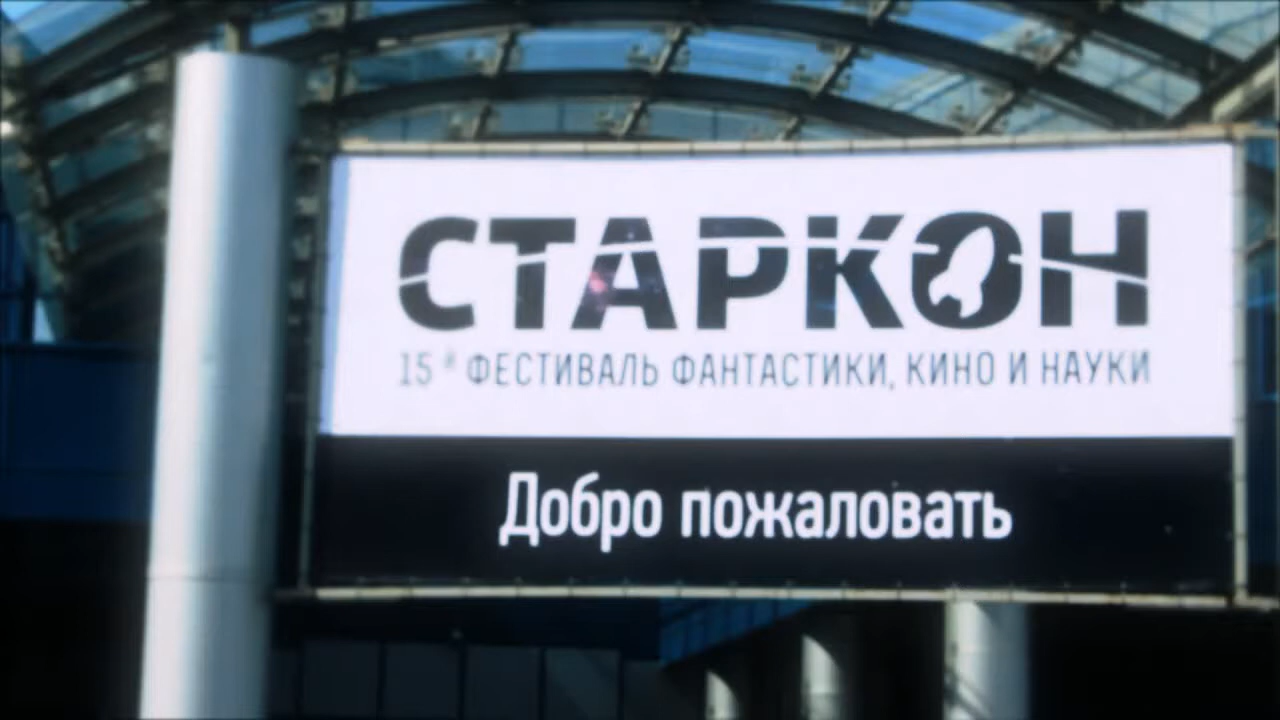 СТАРКОН
15 й ФЕСТИВАЛЬ ФАНТАСТИКИ, КИНО И НАУКИ
Добро пожаловать